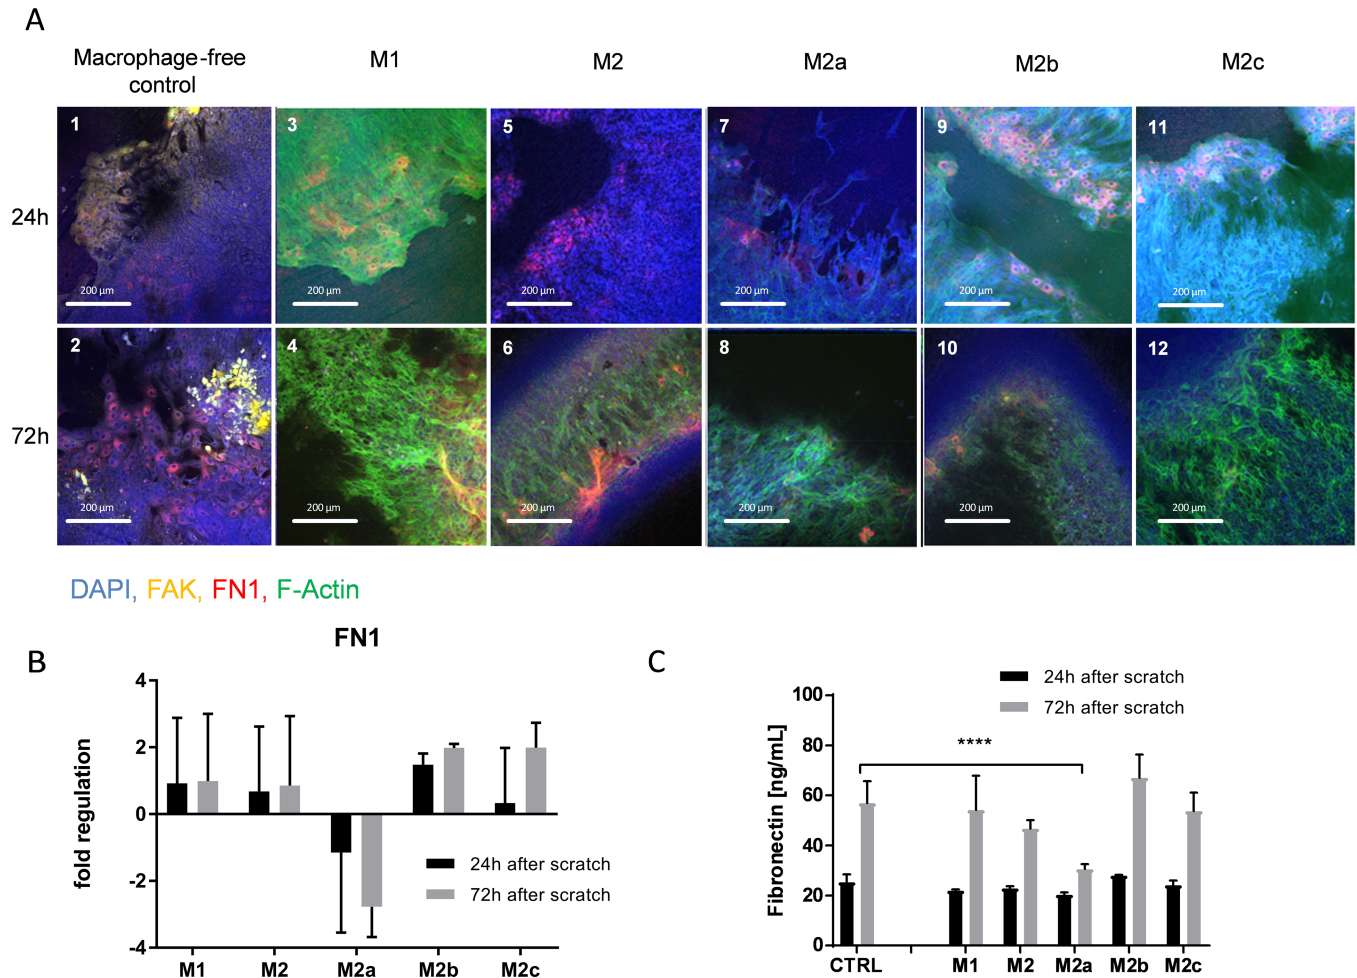 A
Macrophage-free
control
M1
M2
M2a
M2b
M2c
24h
1
3
5
7
9
11
200 µm
200 µm
200 µm
200 µm
200 µm
200 µm
72h
2
4
6
8
10
12
200 µm
200 µm
200 µm
200 µm
200 µm
200 µm
DAPI, FAK, FN1, F-Actin
B
FN1
fold regulation
4
2
0
-2
-4
24h after scratch
72h after scratch
M1
M2
M2a
M2b
M2c
C
24h after scratch
72h after scratch
Fibronectin [ng/mL]
100
80
60
40
20
0
****
CTRL
M1
M2
M2a
M2b
M2c